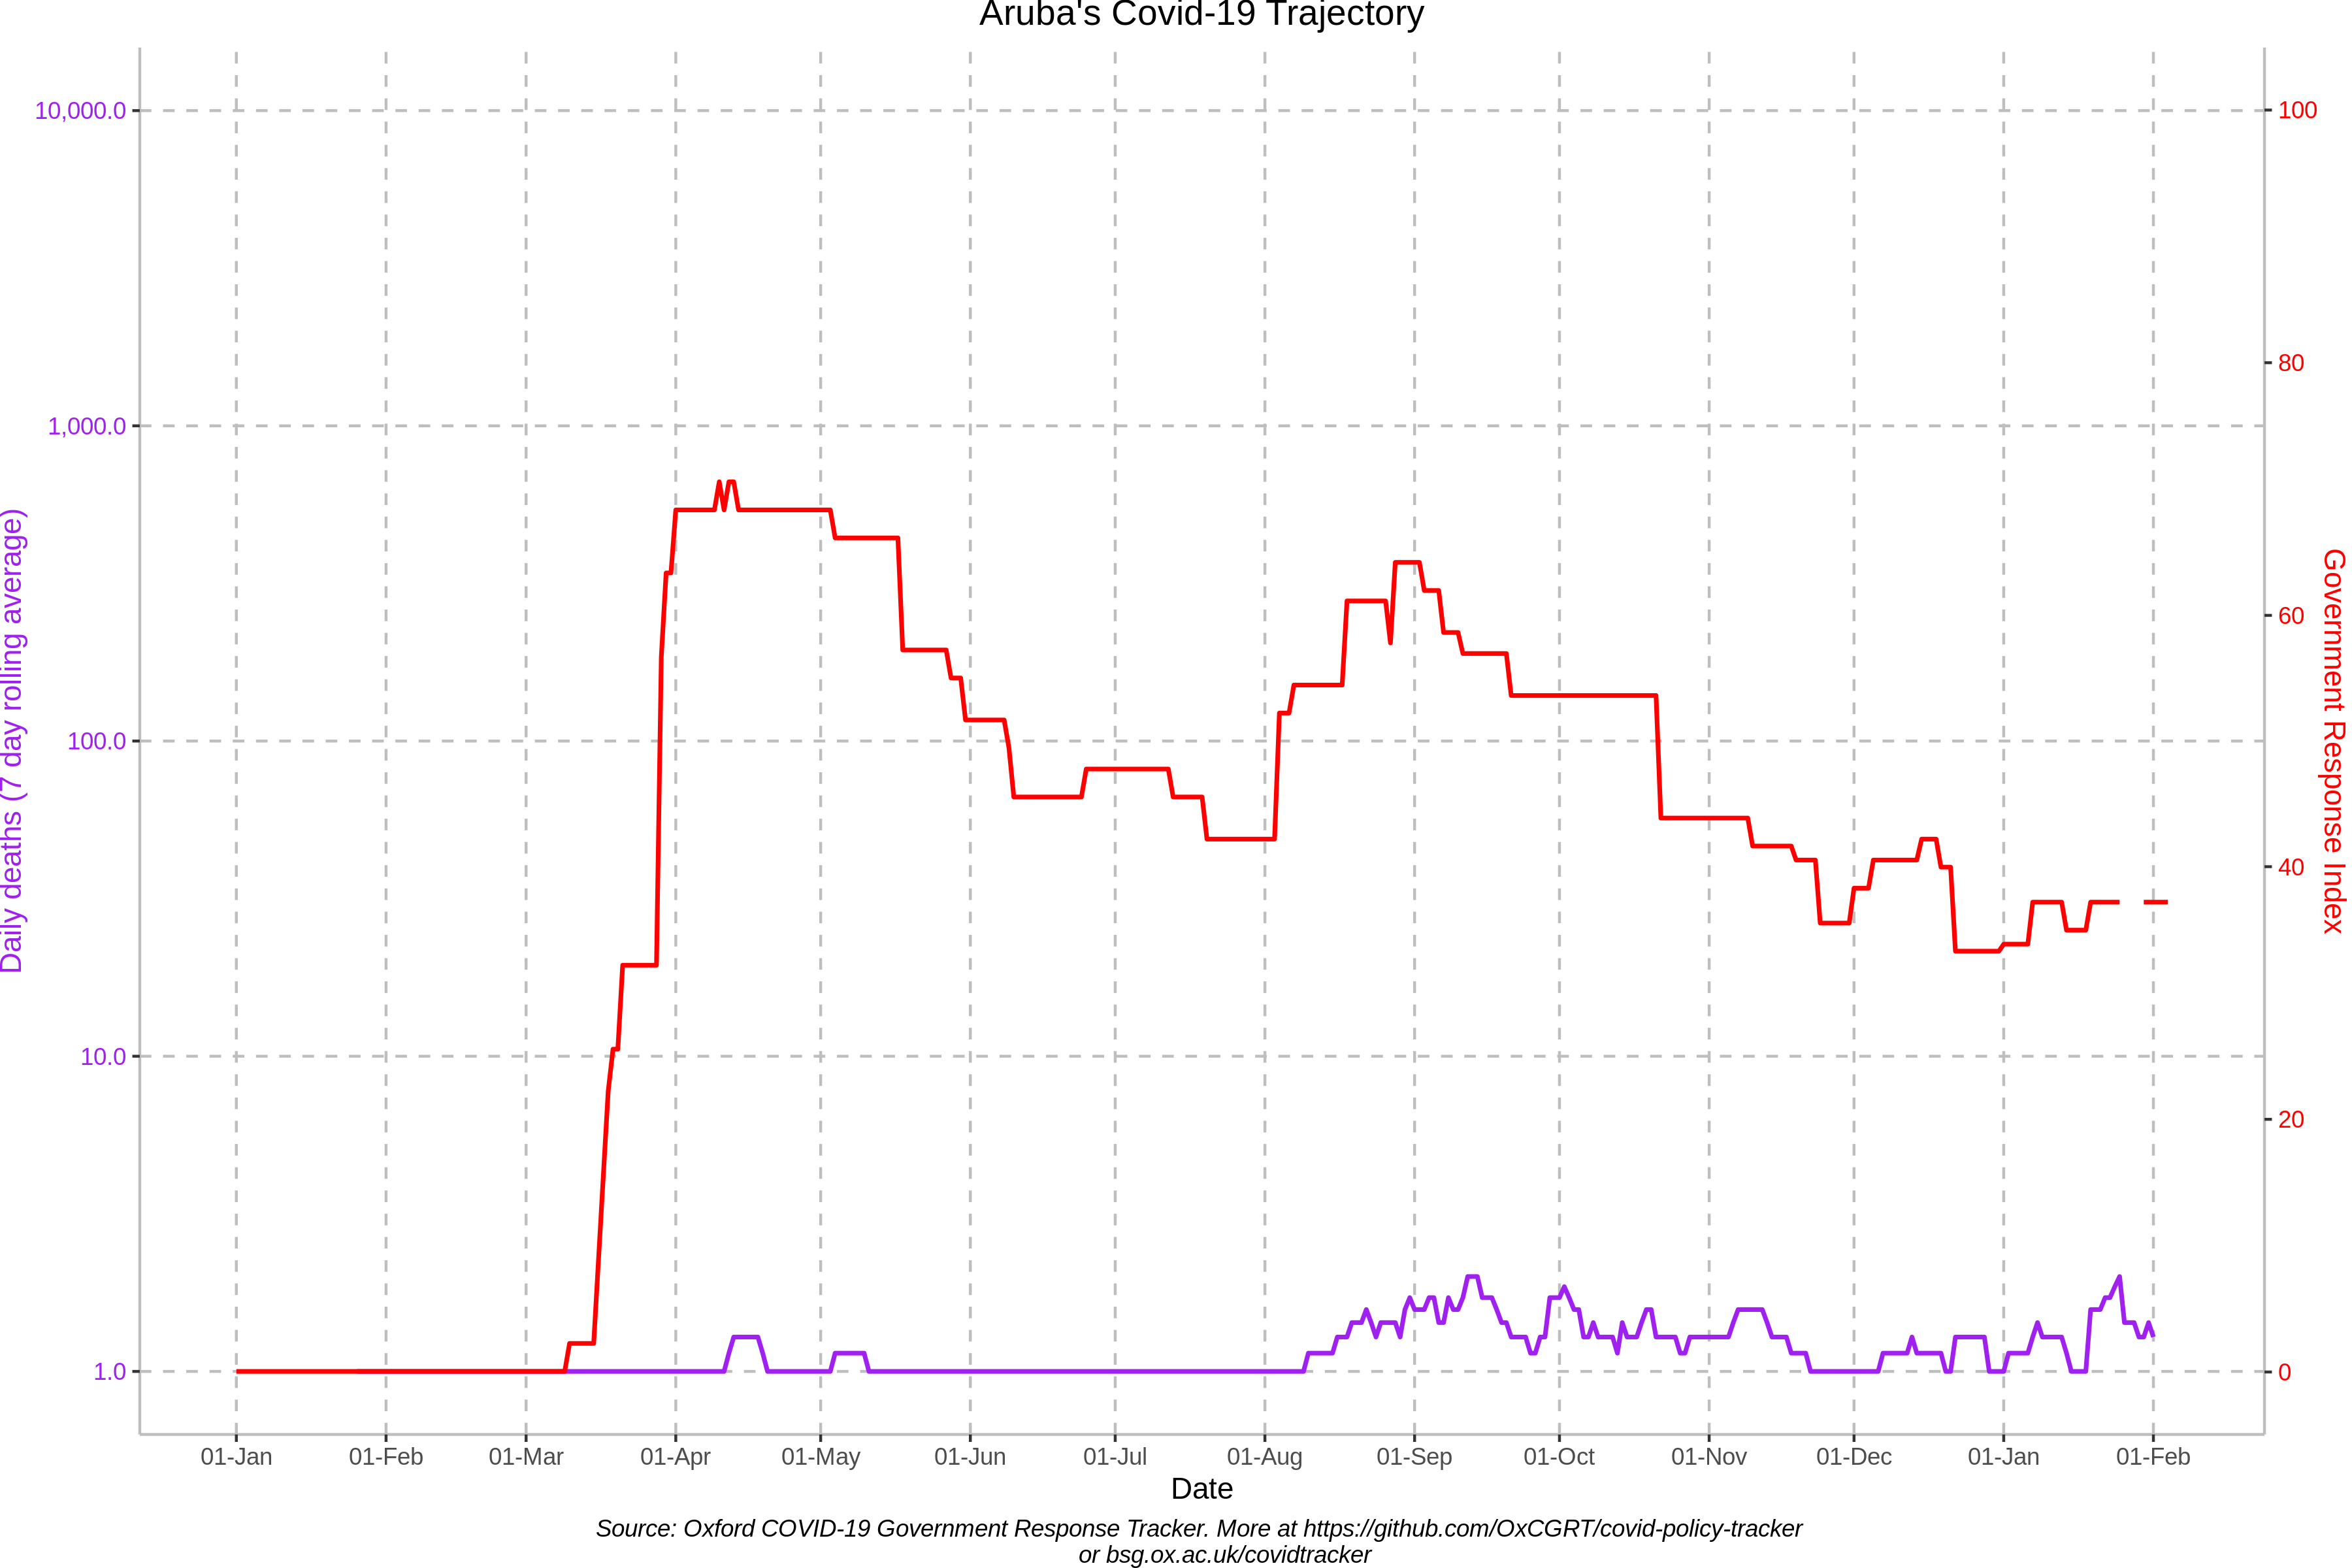 Aruba's Covid-19 Trajectory
10,000.0
1,000.0
100.0
10.0
1.0
Daily deaths (7 day rolling average)
100
80
60
40
20
0
Government Response Index
01-Jan 01-Feb 01-Mar 01-Apr 01-May 01-Jun 01-Jul 01-Aug 01-Sep 01-Oct 01-Nov 01-Dec 01-Jan 01-Feb
Date
Source: Oxford COVID-19 Government Response Tracker. More at https://github.com/OxCGRT/covid-policy-tracker
or bsg.ox.ac.uk/covidtracker